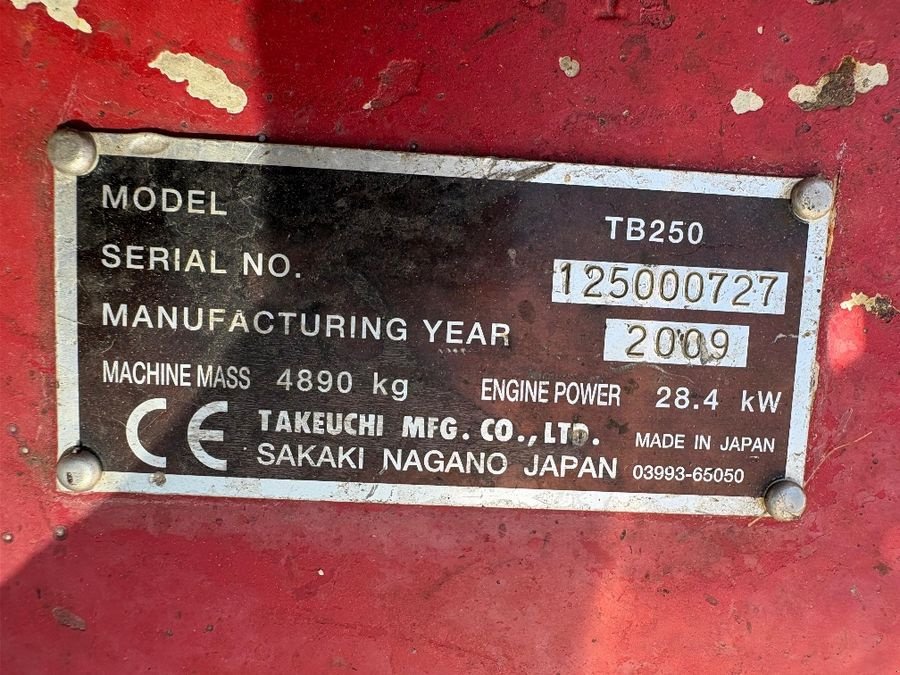 MODEL TB250
SERIAL NO. 125000727
MANUFACTURING YEAR 2009
MACHINE MASS 4890 kg ENGINE POWER 28.4 kW
CE TAKEUCHI MFG. CO., LTD. MADE IN JAPAN
SAKAKI NAGANO JAPAN 03993-65050